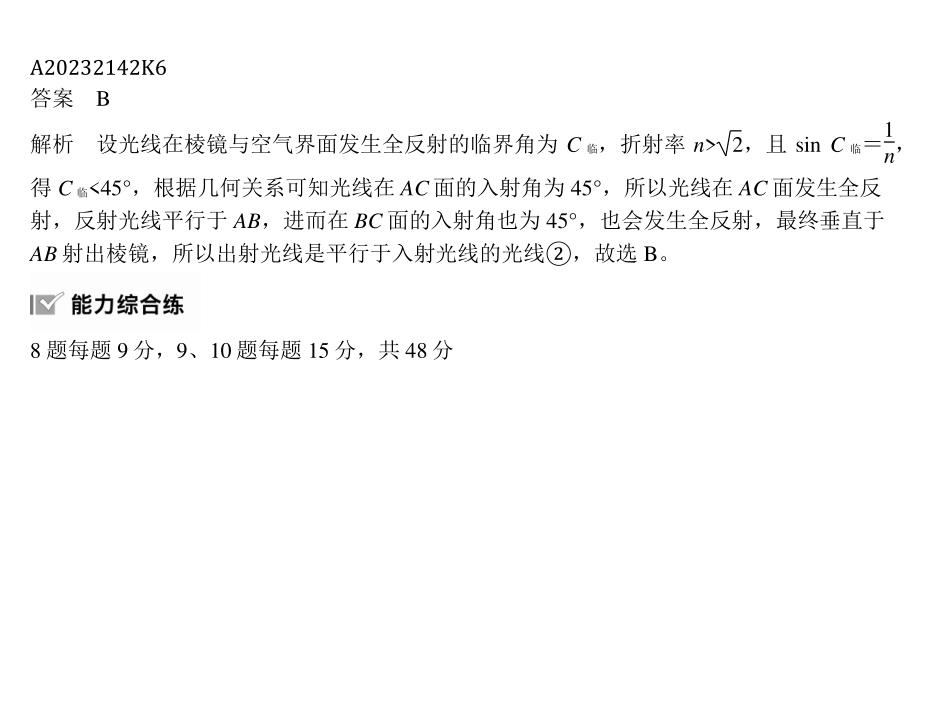 A20232142K6
答案　B
解析　设光线在棱镜与空气界面发生全反射的临界角为 C临，折射率 n>√2，且 sin C临＝1/n，
得 C临<45°，根据几何关系可知光线在 AC 面的入射角为 45°，所以光线在 AC 面发生全反
射，反射光线平行于 AB，进而在 BC 面的入射角也为 45°，也会发生全反射，最终垂直于
AB 射出棱镜，所以出射光线是平行于入射光线的光线②，故选 B。
能力综合练
8 题每题 9 分，9、10 题每题 15 分，共 48 分